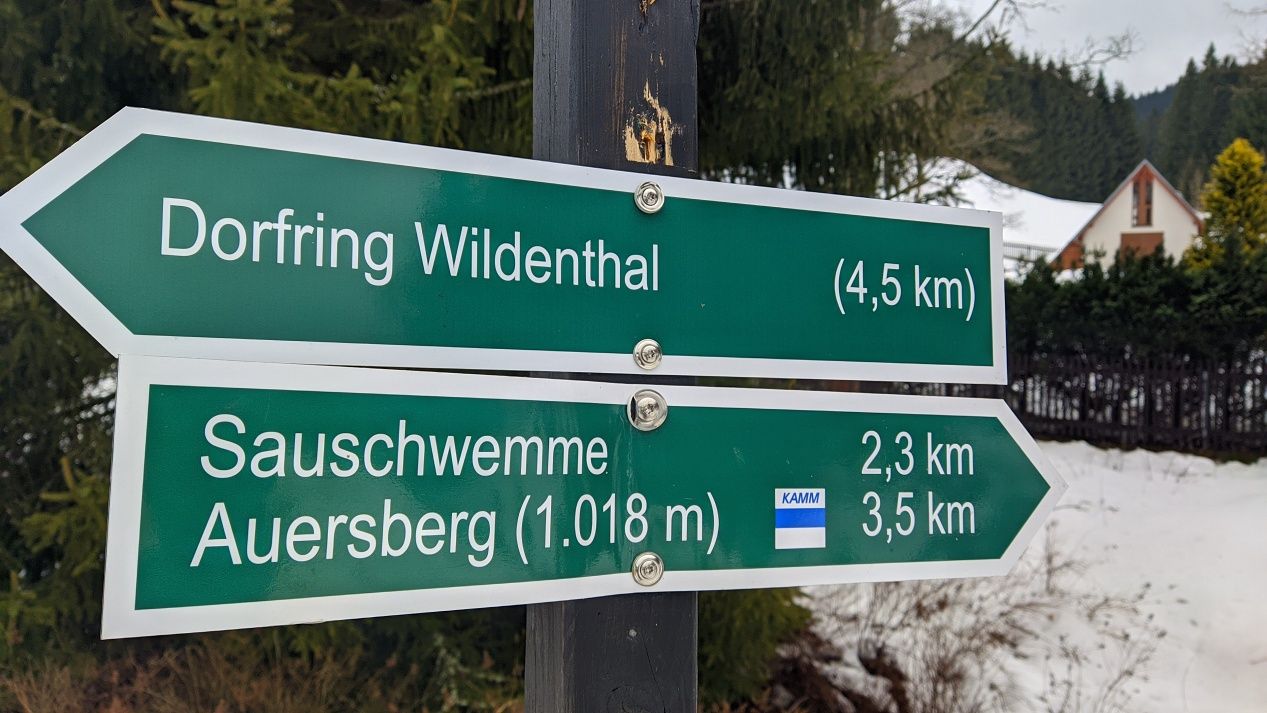 Dorfring Wildenthal (4,5 km)
Sauschwemme 2,3 km
Auersberg (1.018 m) KAMM 3,5 km